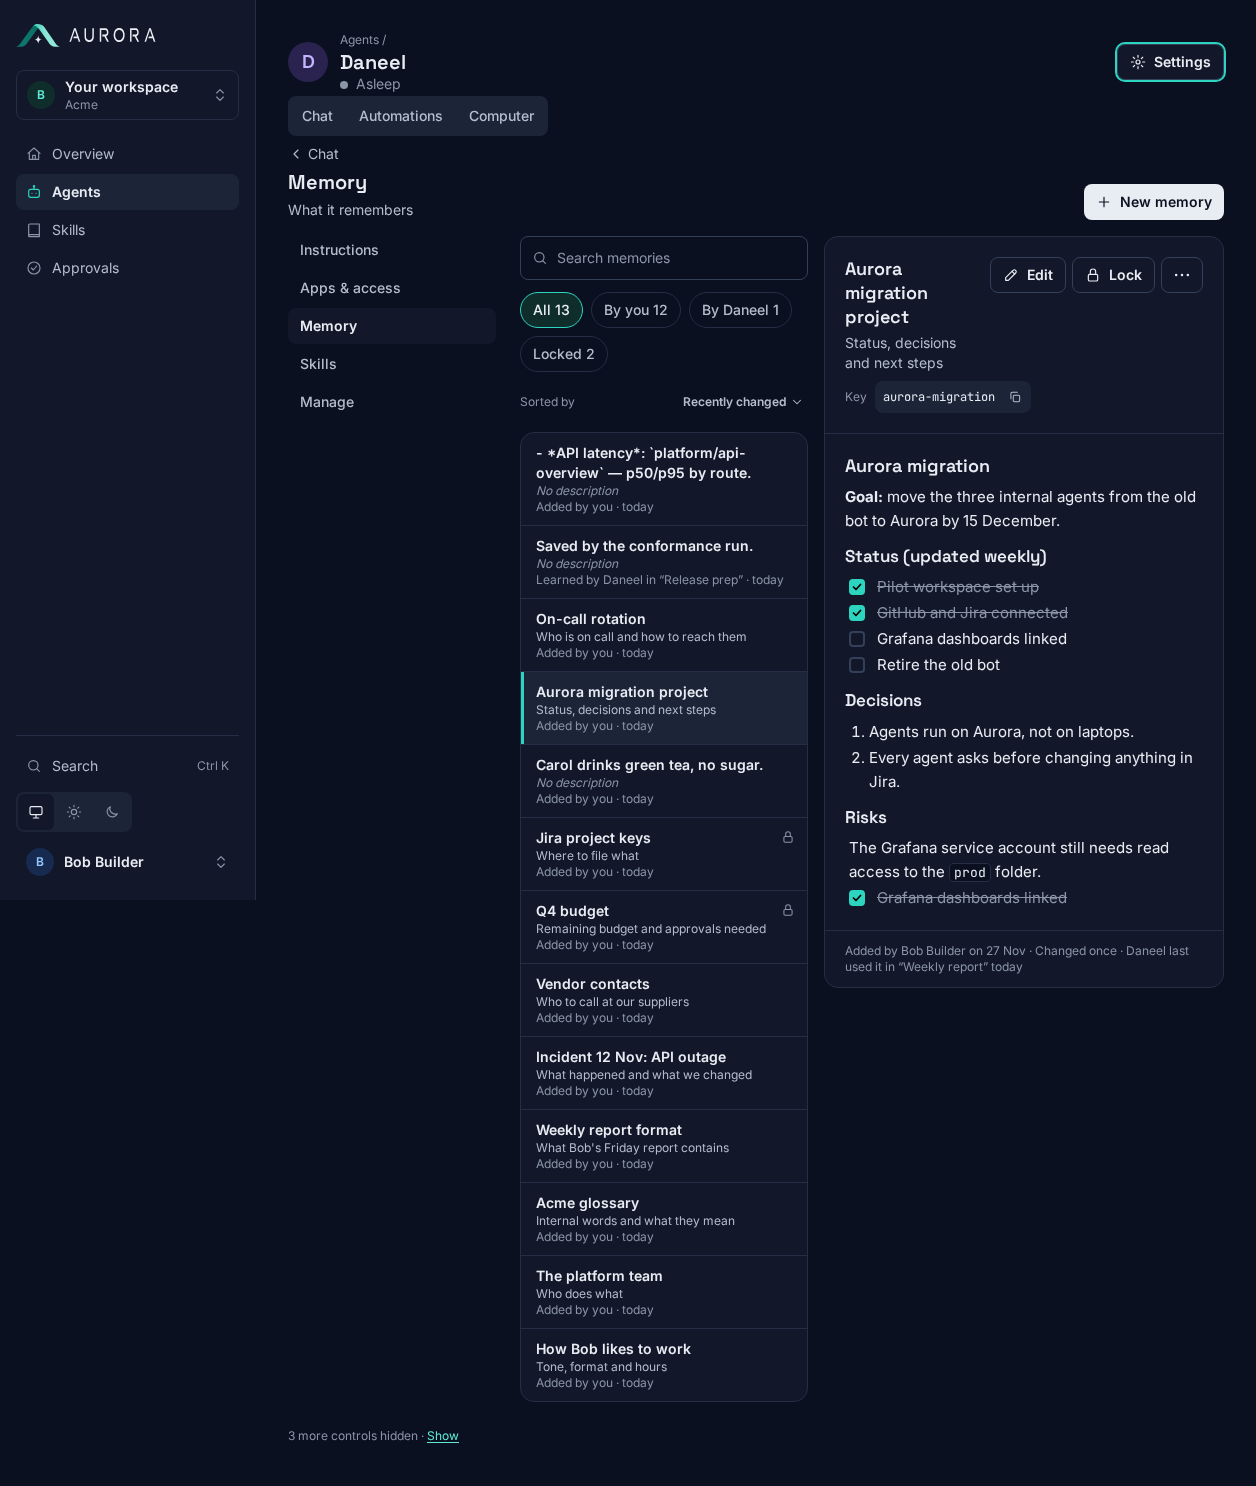 AURORA
B
Your workspace
Acme
Overview
Agents
Skills
Approvals
Search
Ctrl K
B
Bob Builder
D
Agents /
Daneel
Asleep
Settings
Chat
Automations
Computer
Chat
Memory
What it remembers
New memory
Instructions
Apps & access
Memory
Skills
Manage
Search memories
All 13
By you 12
By Daneel 1
Locked 2
Sorted by
Recently changed
- *API latency*: `platform/api-
overview` — p50/p95 by route.
No description
Added by you · today
Saved by the conformance run.
No description
Learned by Daneel in “Release prep” · today
On-call rotation
Who is on call and how to reach them
Added by you · today
Aurora migration project
Status, decisions and next steps
Added by you · today
Carol drinks green tea, no sugar.
No description
Added by you · today
Jira project keys
Where to file what
Added by you · today
Q4 budget
Remaining budget and approvals needed
Added by you · today
Vendor contacts
Who to call at our suppliers
Added by you · today
Incident 12 Nov: API outage
What happened and what we changed
Added by you · today
Weekly report format
What Bob's Friday report contains
Added by you · today
Acme glossary
Internal words and what they mean
Added by you · today
The platform team
Who does what
Added by you · today
How Bob likes to work
Tone, format and hours
Added by you · today
Aurora
migration
project
Status, decisions
and next steps
Edit
Lock
Key
aurora-migration
Aurora migration
Goal: move the three internal agents from the old
bot to Aurora by 15 December.
Status (updated weekly)
Pilot workspace set up
GitHub and Jira connected
Grafana dashboards linked
Retire the old bot
Decisions
1. Agents run on Aurora, not on laptops.
2. Every agent asks before changing anything in
Jira.
Risks
The Grafana service account still needs read
access to the prod folder.
Grafana dashboards linked
Added by Bob Builder on 27 Nov · Changed once · Daneel last
used it in “Weekly report” today
3 more controls hidden · Show